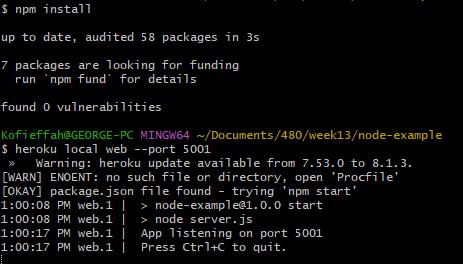 $ npm install
up to date, audited 58 packages in 3s
7 packages are looking for funding
run `npm fund` for details
found 0 vulnerabilities
Kofieffah@GEORGE-PC MINGW64 ~/Documents/480/week13/node-example
$ heroku local web --port 5001
» Warning: heroku update available from 7.53.0 to 8.1.3.
[WARN] ENOENT: no such file or directory, open 'Procfile'
[OKAY] package.json file found - trying 'npm start'
1:00:08 PM web.1 | > node-example@1.0.0 start
1:00:08 PM web.1 | > node server.js
1:00:17 PM web.1 | App listening on port 5001
1:00:17 PM web.1 | Press Ctrl+C to quit.